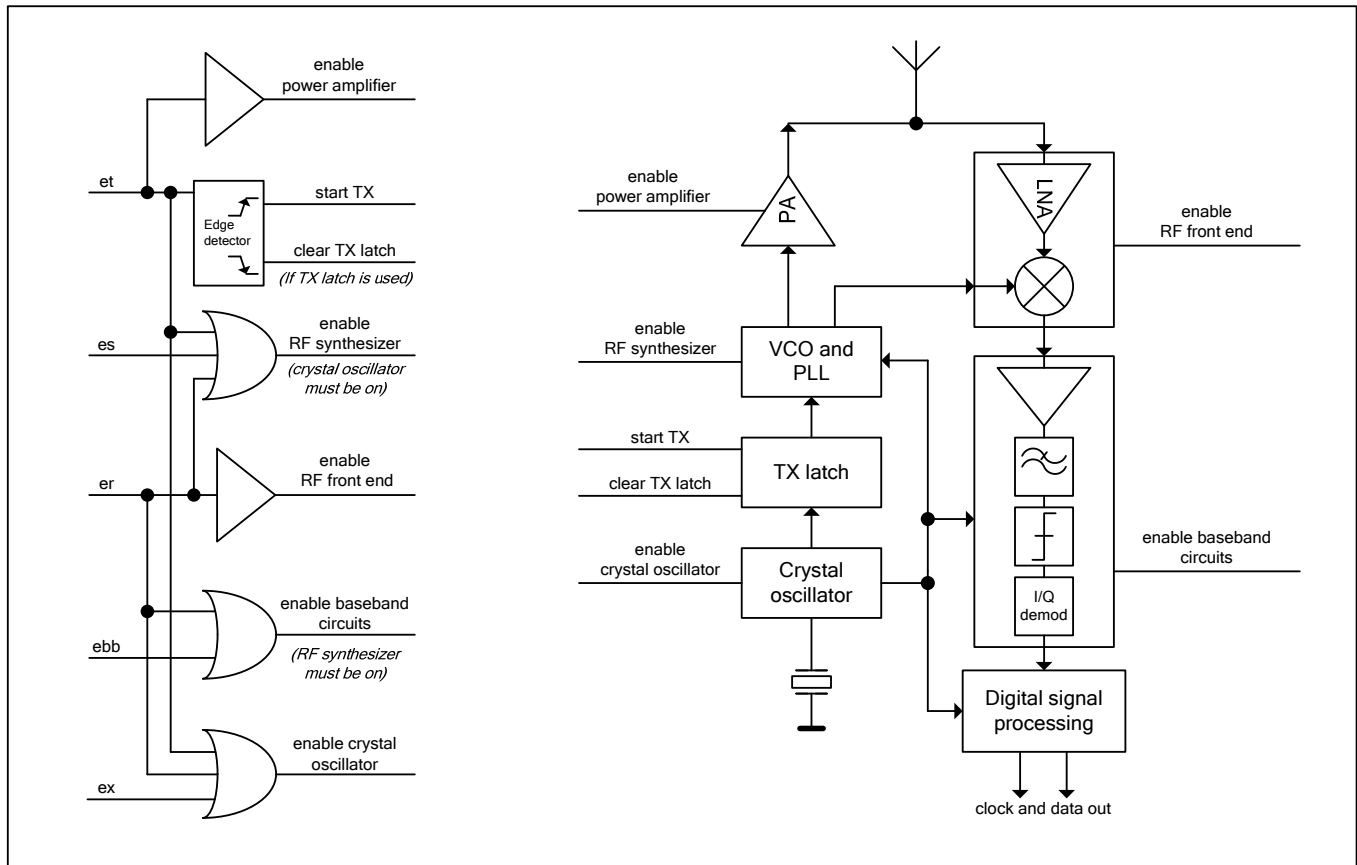 enable
power amplifier
et
Edge
detector
start TX
clear TX latch
(If TX latch is used)
es
enable
RF synthesizer
(crystal oscillator
must be on)
er
enable
RF front end
ebb
enable baseband
circuits
(RF synthesizer
must be on)
ex
enable crystal
oscillator
enable
power amplifier
PA
LNA
enable
RF front end
enable
RF synthesizer
VCO and
PLL
start TX
clear TX latch
TX latch
enable
crystal oscillator
Crystal
oscillator
I/Q
demod
enable baseband
circuits
Digital signal
processing
clock and data out